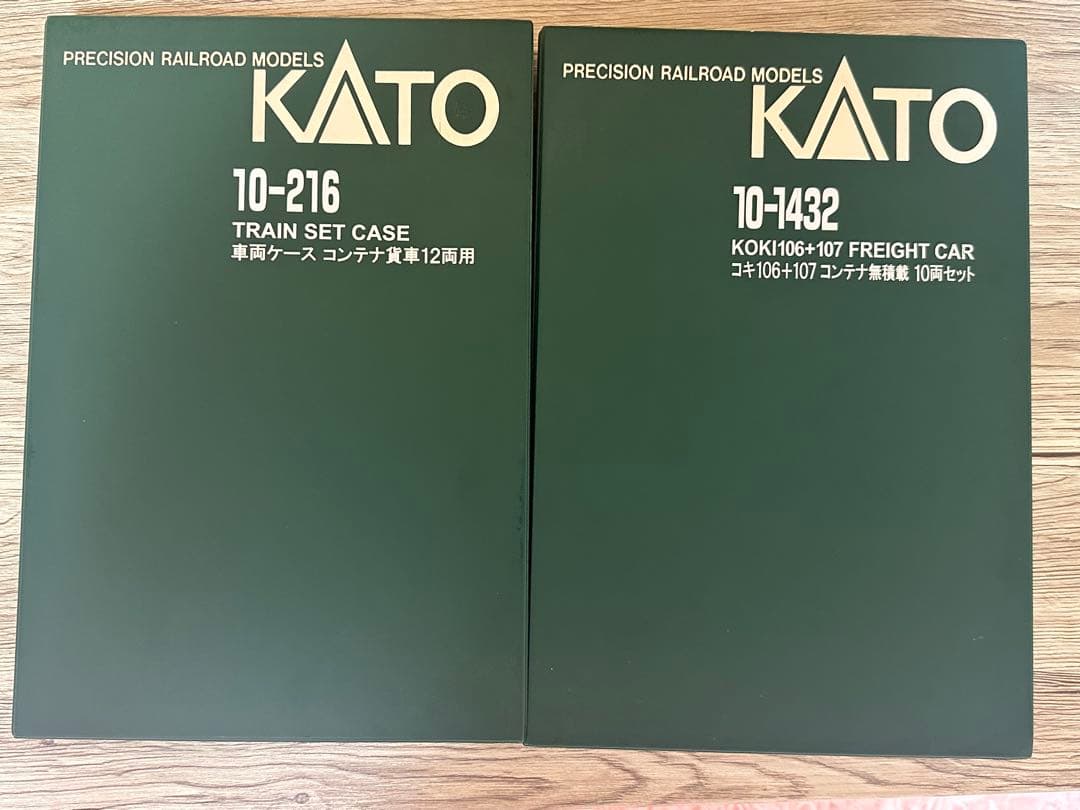 PRECISION RAILROAD MODELS
KATO
10-216
TRAIN SET CASE
車両ケース コンテナ貨車12両用
PRECISION RAILROAD MODELS
KATO
10-1432
KOKI106+107 FREIGHT CAR
コキ106+107 コンテナ無積載 10両セット